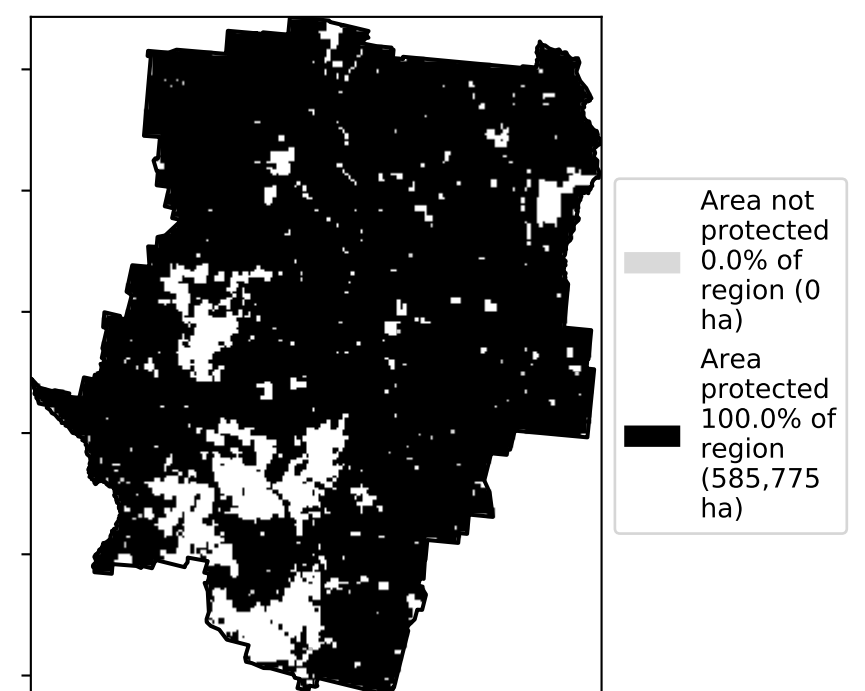 Area not
protected
0.0% of
region (0
ha)
Area
protected
100.0% of
region
(585,775
ha)